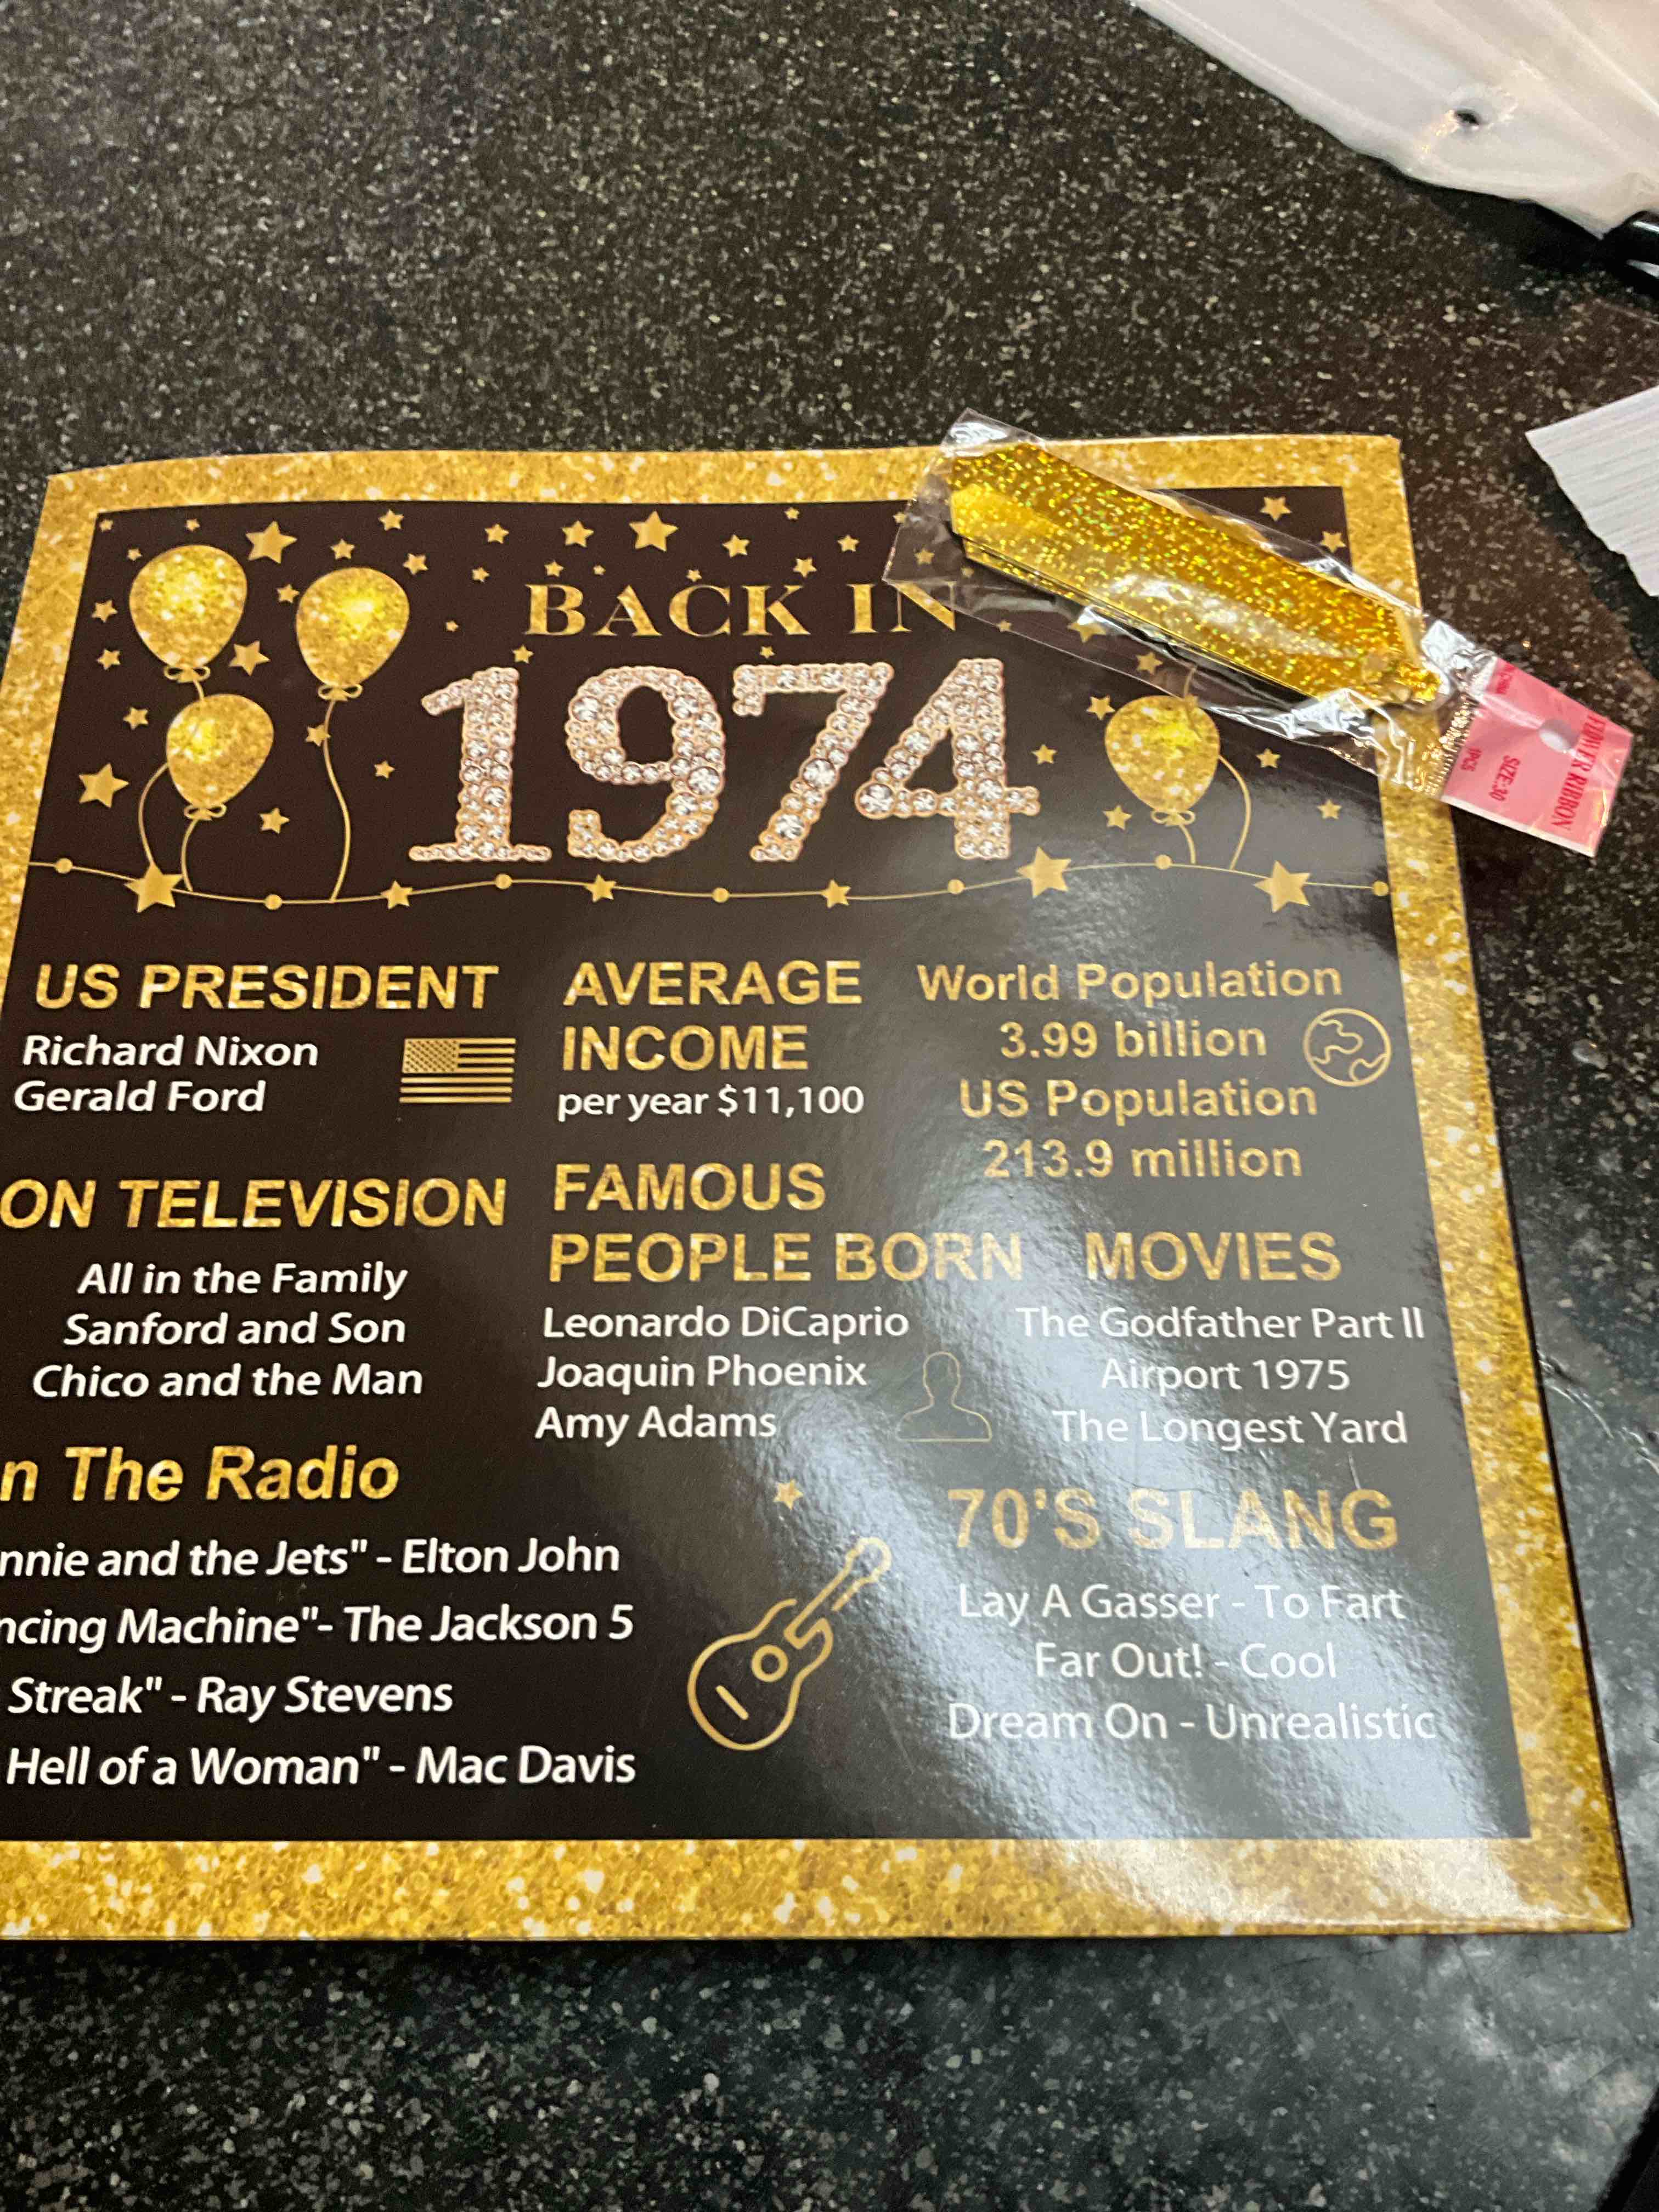 BACK IN
1974
US PRESIDENT
Richard Nixon
Gerald Ford
AVERAGE
INCOME
per year $11,100
World Population
3.99 billion
US Population
213.9 million
ON TELEVISION
All in the Family
Sanford and Son
Chico and the Man
FAMOUS
PEOPLE BORN
Leonardo DiCaprio
Joaquin Phoenix
Amy Adams
MOVIES
The Godfather Part II
Airport 1975
The Longest Yard
n The Radio
nnie and the Jets" - Elton John
ncing Machine"- The Jackson 5
Streak" - Ray Stevens
Hell of a Woman" - Mac Davis
70'S SLANG
Lay A Gasser - To Fart
Far Out! - Cool
Dream On - Unrealistic
RIBBON
SIZE:30
1PCS